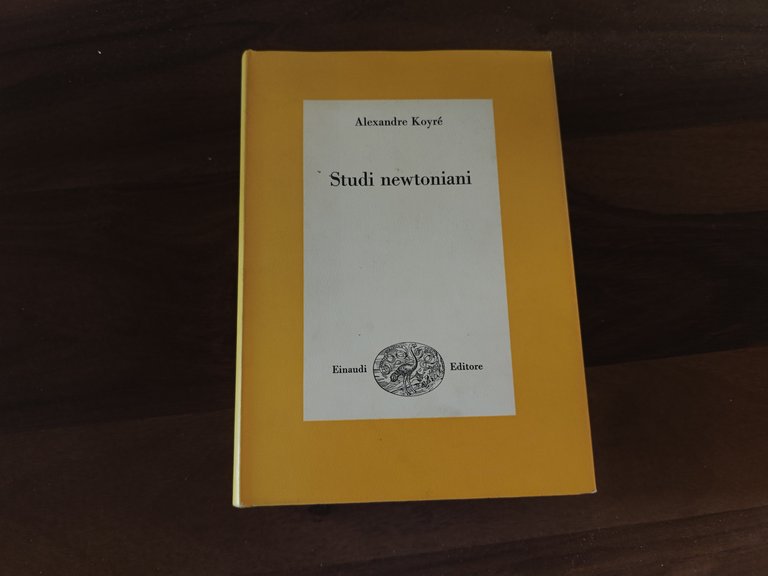 Alexandre Koyré
Studi newtoniani
Einaudi Editore